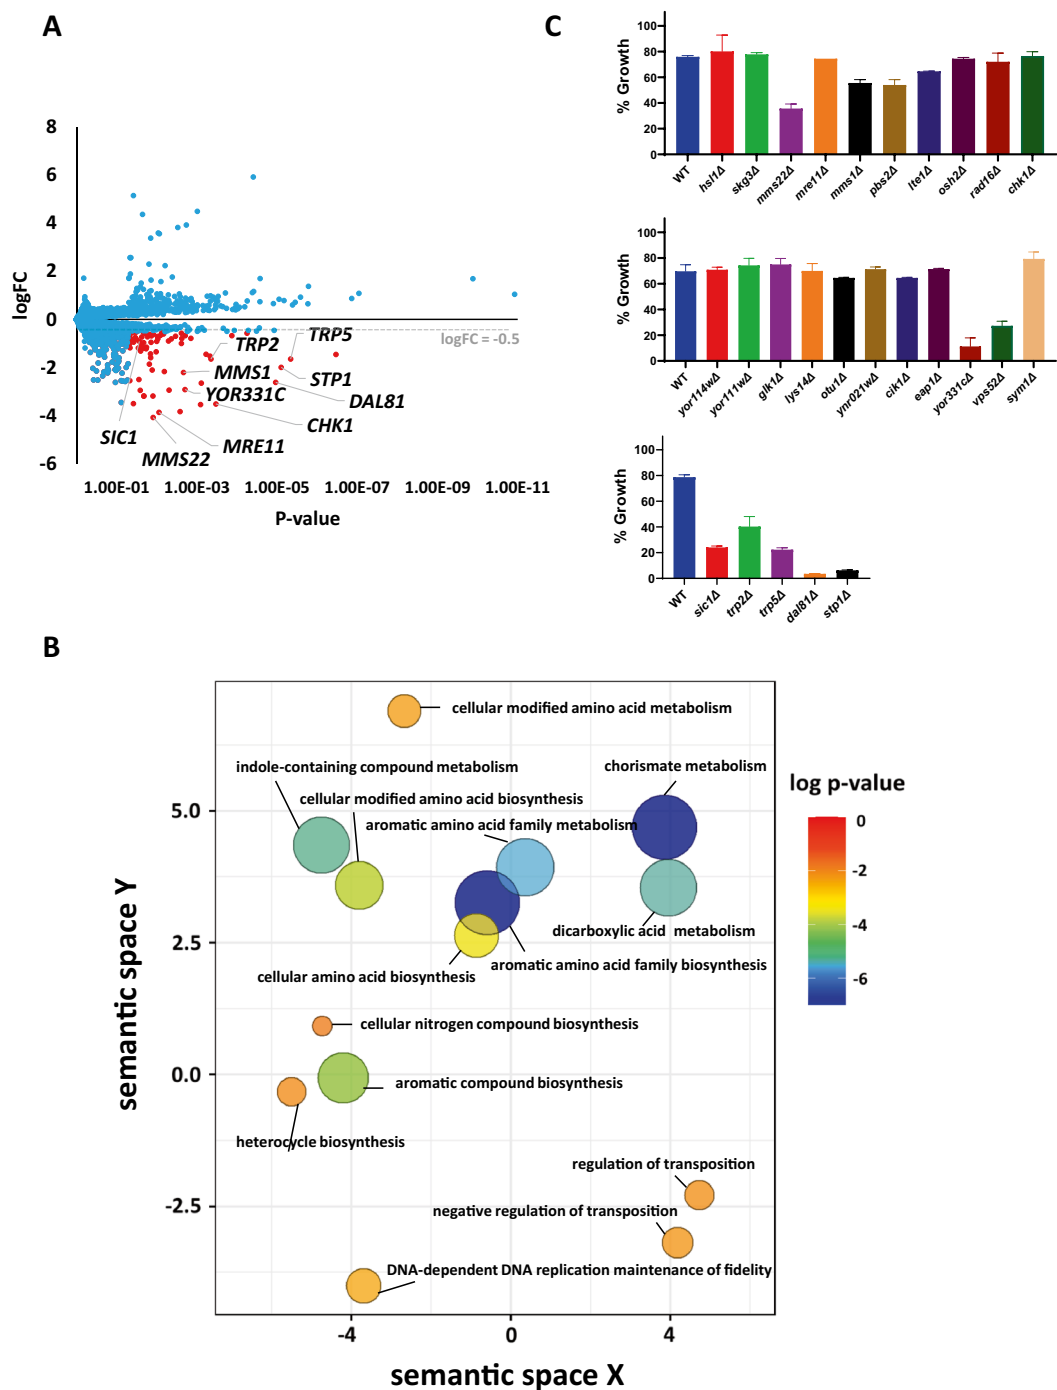 A
8
6
4
2
0
-2
-4
-6
logFC
logFC = -0.5
TRP5
TRP2
STP1
MMS1
YOR331C
DAL81
CHK1
SIC1
MRE11
MMS22
1.00E-01 1.00E-03 1.00E-05 1.00E-07 1.00E-09 1.00E-11
P-value
C
% Growth
100
80
60
40
20
0
WT hsl1Δ skg3Δ mms22Δ mre11Δ mms1Δ pbs2Δ lte1Δ osh2Δ rad16Δ chk1Δ
% Growth
100
80
60
40
20
0
WT yor114wΔ yor111wΔ glk1Δ lys14Δ otu1Δ ynr021wΔ cik1Δ eap1Δ yor331cΔ vps52Δ sym1Δ
% Growth
100
80
60
40
20
0
WT sic1Δ trp2Δ trp5Δ dal81Δ stp1Δ
B
semantic space Y
5.0
2.5
0.0
-2.5
cellular modified amino acid metabolism
indole-containing compound metabolism
chorismate metabolism
cellular modified amino acid biosynthesis
aromatic amino acid family metabolism
dicarboxylic acid metabolism
aromatic amino acid family biosynthesis
cellular amino acid biosynthesis
cellular nitrogen compound biosynthesis
aromatic compound biosynthesis
heterocycle biosynthesis
regulation of transposition
negative regulation of transposition
DNA-dependent DNA replication maintenance of fidelity
-4 0 4
semantic space X
log p-value
0
-2
-4
-6